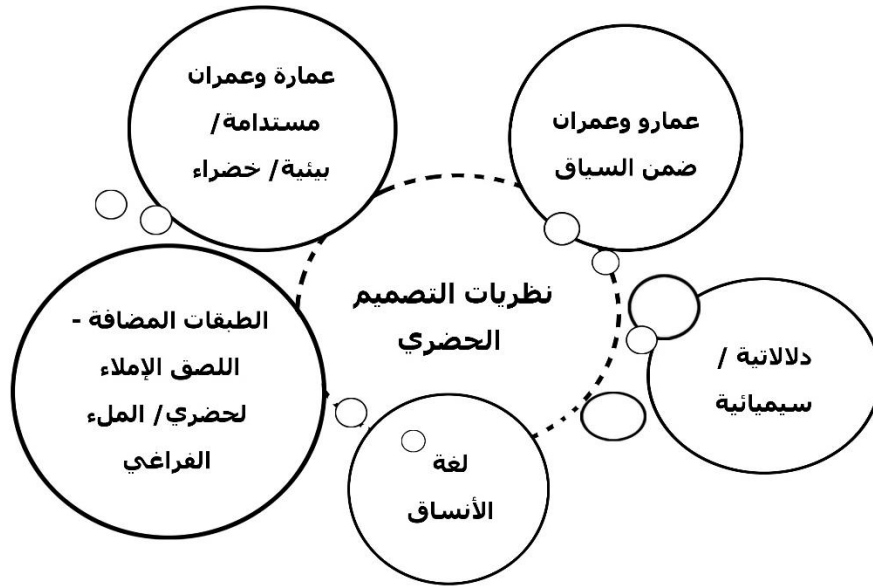 عمارو وعمران
ضمن السياق
عمارة وعمران
مستدامة/
بيئية/ خضراء
نظريات التصميم
الحضري
دلالاتية /
سيميائية
الطبقات المضافة -
اللصق الإملاء
لحضري/ الملء
الفراغي
لغة
الأنساق